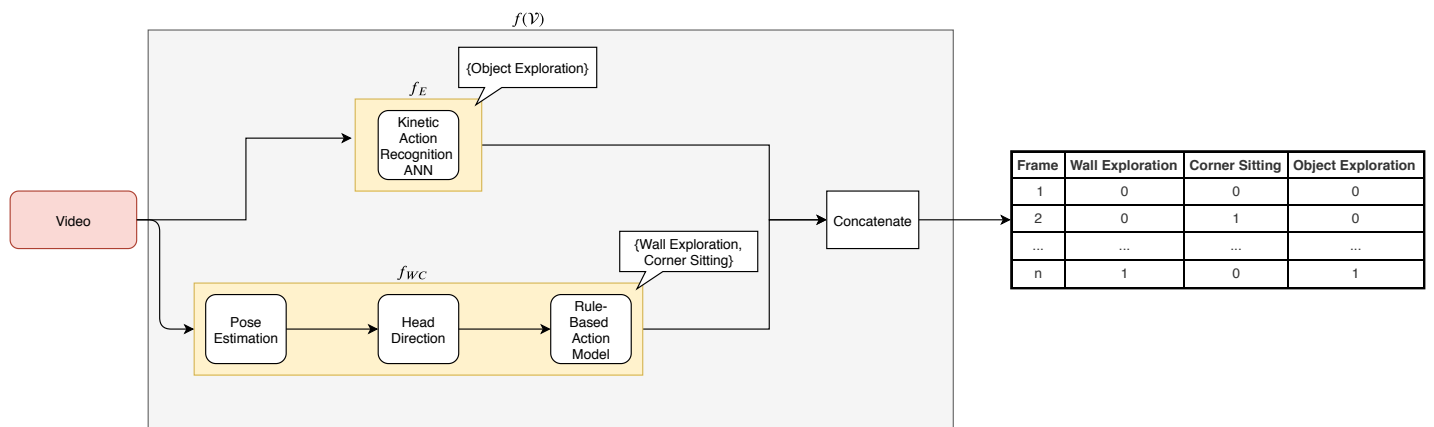 f(𝒱)
{Object Exploration}
f_E
Kinetic
Action
Recognition
ANN
Video
Concatenate
{Wall Exploration,
Corner Sitting}
f_WC
Pose
Estimation
Head
Direction
Rule-
Based
Action
Model
Frame Wall Exploration Corner Sitting Object Exploration
1 0 0 0
2 0 1 0
... ... ... ...
n 1 0 1